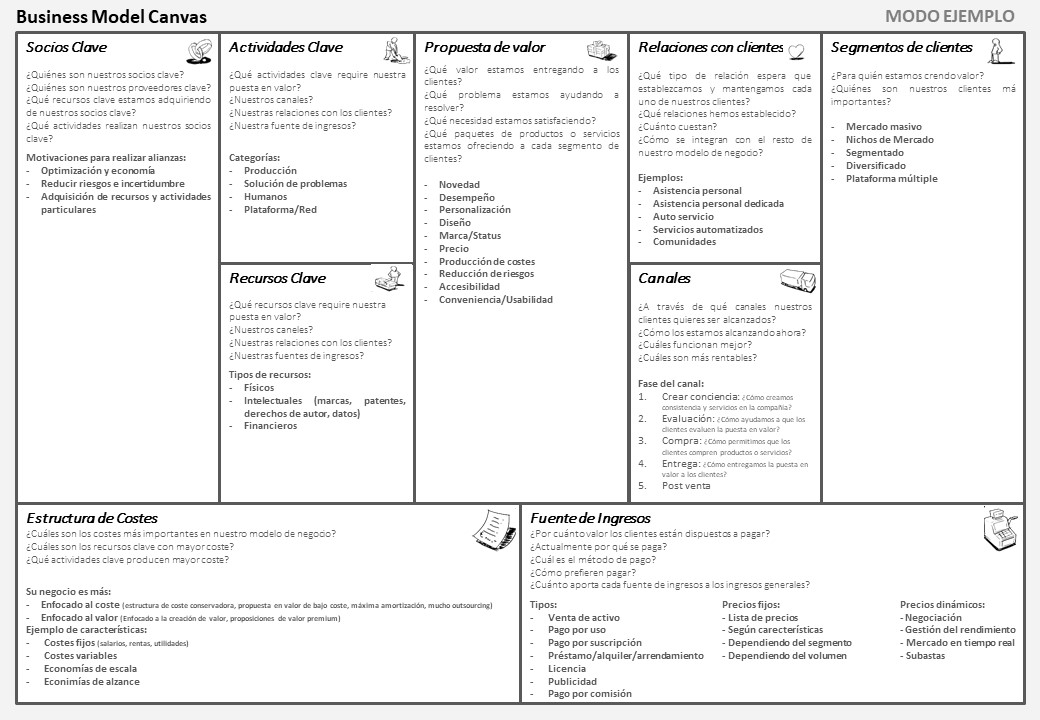 Business Model Canvas
MODO EJEMPLO
Socios Clave
¿Quiénes son nuestros socios clave?
¿Quiénes son nuestros proveedores clave?
¿Qué recursos clave estamos adquiriendo
de nuestros socios clave?
¿Qué actividades realizan nuestros socios
clave?
Motivaciones para realizar alianzas:
- Optimización y economía
- Reducir riesgos e incertidumbre
- Adquisición de recursos y actividades
particulares
Actividades Clave
¿Qué actividades clave require nuestra
puesta en valor?
¿Nuestros canales?
¿Nuestras relaciones con los clientes?
¿Nuestra fuente de ingresos?
Categorías:
- Producción
- Solución de problemas
- Humanos
- Plataforma/Red
Recursos Clave
¿Qué recursos clave require nuestra
puesta en valor?
¿Nuestros caneles?
¿Nuestras relaciones con los clientes?
¿Nuestras fuentes de ingresos?
Tipos de recursos:
- Físicos
- Intelectuales (marcas, patentes,
derechos de autor, datos)
- Financieros
Propuesta de valor
¿Qué valor estamos entregando a los
clientes?
¿Qué problema estamos ayudando a
resolver?
¿Qué necesidad estamos satisfaciendo?
¿Qué paquetes de productos o servicios
estamos ofreciendo a cada segmento de
clientes?
- Novedad
- Desempeño
- Personalización
- Diseño
- Marca/Status
- Precio
- Producción de costes
- Reducción de riesgos
- Accesibilidad
- Conveniencia/Usabilidad
Relaciones con clientes
¿Qué tipo de relación espera que
establezcamos y mantengamos cada
uno de nuestros clientes?
¿Qué relaciones hemos establecido?
¿Cuánto cuestan?
¿Cómo se integran con el resto de
nuestro modelo de negocio?
Ejemplos:
- Asistencia personal
- Asistencia personal dedicada
- Auto servicio
- Servicios automatizados
- Comunidades
Canales
¿A través de qué canales nuestros
clientes quieres ser alcanzados?
¿Cómo los estamos alcanzando ahora?
¿Cuáles funcionan mejor?
¿Cuáles son más rentables?
Fase del canal:
1. Crear conciencia: ¿Cómo creamos
consistencia y servicios en la compañía?
2. Evaluación: ¿Cómo ayudamos a que los
clientes evaluen la puesta en valor?
3. Compra: ¿Cómo permitimos que los
clientes compren productos o servicios?
4. Entrega: ¿Cómo entregamos la puesta en
valor a los clientes?
5. Post venta
Segmentos de clientes
¿Para quién estamos crendo valor?
¿Quiénes son nuestros clientes má
importantes?
- Mercado masivo
- Nichos de Mercado
- Segmentado
- Diversificado
- Plataforma múltiple
Estructura de Costes
¿Cuáles son los costes más importantes en nuestro modelo de negocio?
¿Cuáles son los recursos clave con mayor coste?
¿Qué actividades clave producen mayor coste?
Su negocio es más:
- Enfocado al coste (estructura de coste conservadora, propuesta en valor de bajo coste, máxima amortización, mucho outsourcing)
- Enfocado al valor (Enfocado a la creación de valor, proposiciones de valor premium)
Ejemplo de características:
- Costes fijos (salarios, rentas, utilidades)
- Costes variables
- Economías de escala
- Econimías de alzance
Fuente de Ingresos
¿Por cuánto valor los clientes están dispuestos a pagar?
¿Actualmente por qué se paga?
¿Cuál es el método de pago?
¿Cómo prefieren pagar?
¿Cuánto aporta cada fuente de ingresos a los ingresos generales?
Tipos:
- Venta de activo
- Pago por uso
- Pago por suscripción
- Préstamo/alquiler/arrendamiento
- Licencia
- Publicidad
- Pago por comisión
Precios fijos:
- Lista de precios
- Según carecterísticas
- Dependiendo del segmento
- Dependiendo del volumen
Precios dinámicos:
- Negociación
- Gestión del rendimiento
- Mercado en tiempo real
- Subastas